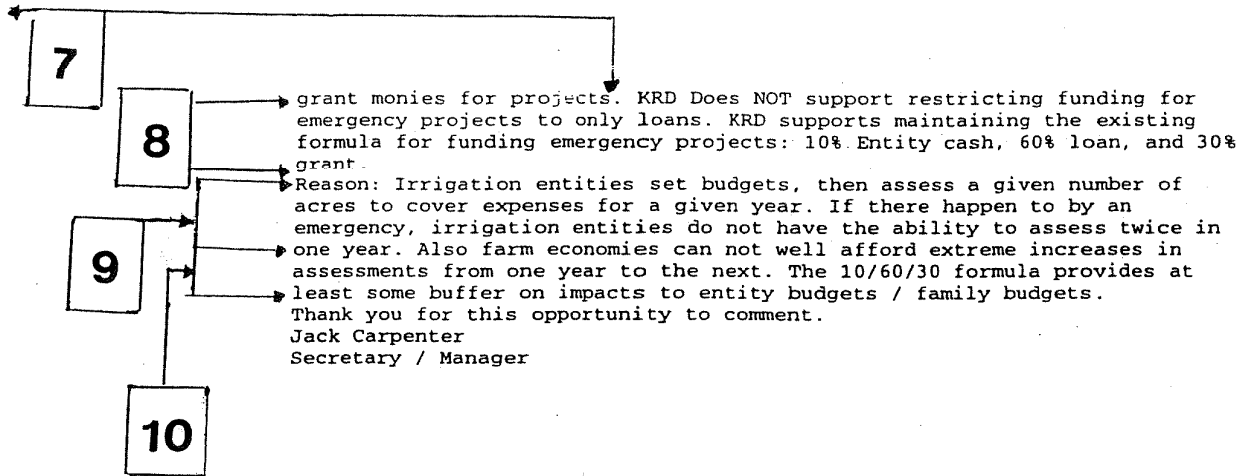 7
8
grant monies for projects. KRD Does NOT support restricting funding for
emergency projects to only loans. KRD supports maintaining the existing
formula for funding emergency projects: 10% Entity cash, 60% loan, and 30%
grant.
Reason: Irrigation entities set budgets, then assess a given number of
acres to cover expenses for a given year. If there happen to by an
emergency, irrigation entities do not have the ability to assess twice in
one year. Also farm economies can not well afford extreme increases in
assessments from one year to the next. The 10/60/30 formula provides at
least some buffer on impacts to entity budgets / family budgets.
Thank you for this opportunity to comment.
Jack Carpenter
Secretary / Manager
9
10